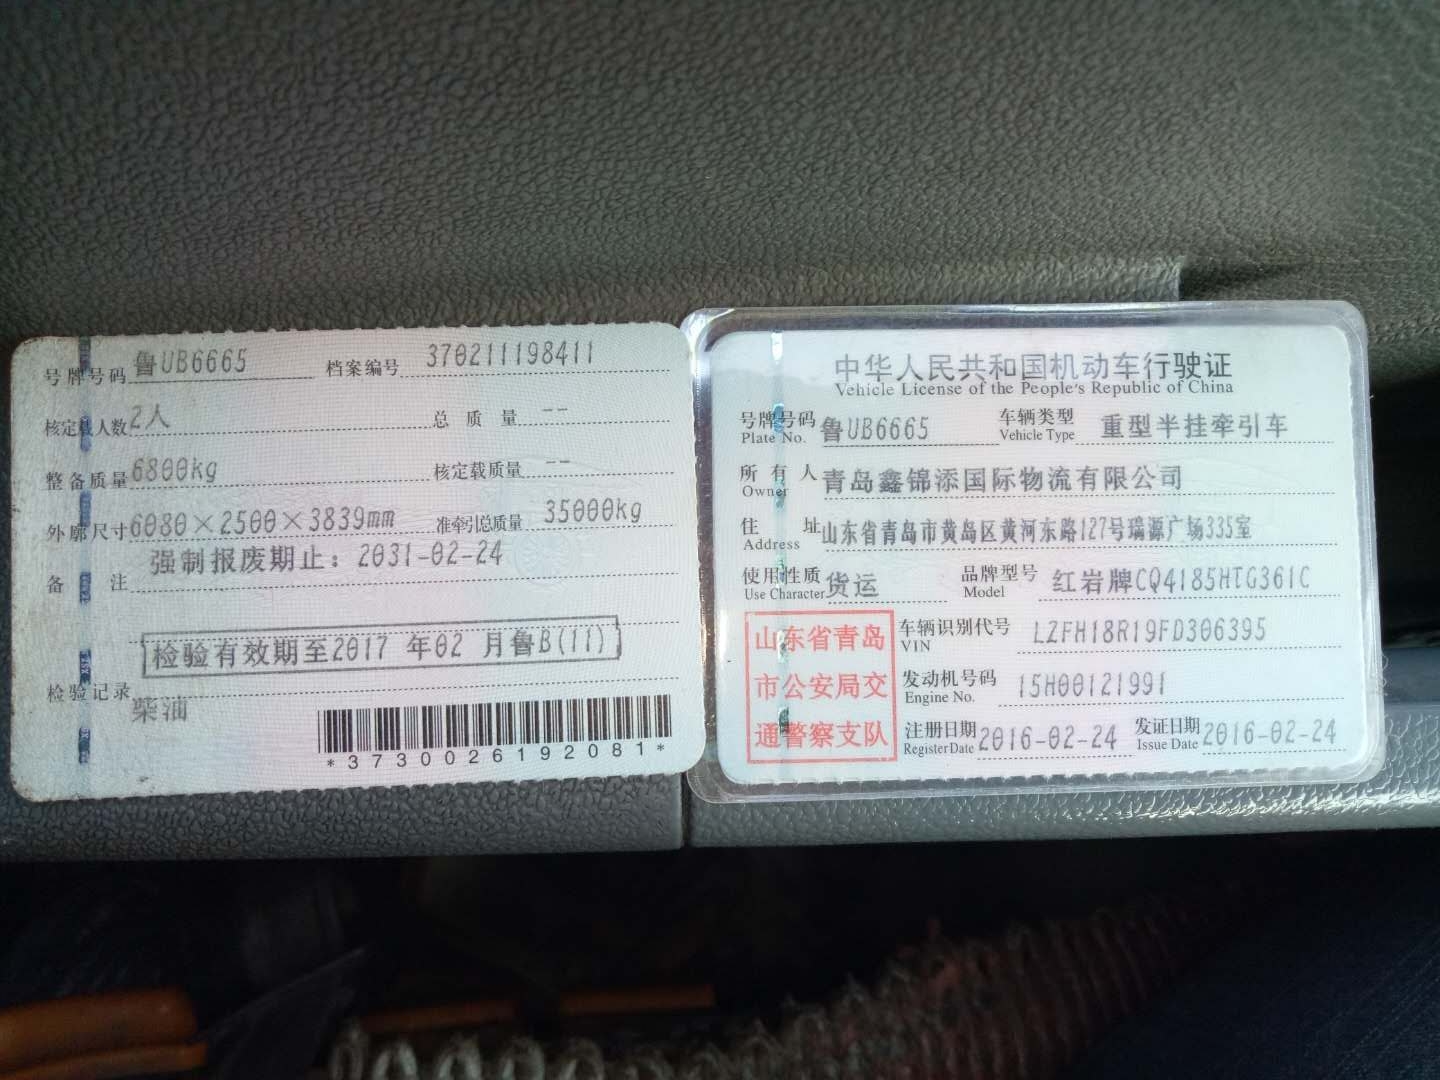 号牌号码 鲁UB6665 档案编号 370211198411
核定载人数 2人 总质量 --
整备质量 6800kg 核定载质量 --
外廓尺寸 6080×2500×3839mm 准牵引总质量 35000kg
备注 强制报废期止：2031-02-24
检验有效期至2017 年02 月鲁B(11)
检验记录
柴油
*3730026192081*
中华人民共和国机动车行驶证
Vehicle License of the People's Republic of China
号牌号码 鲁UB6665 车辆类型 重型半挂牵引车
Plate No. Vehicle Type
所有人 青岛鑫锦添国际物流有限公司
Owner
住址 山东省青岛市黄岛区黄河东路127号瑞源广场335室
Address
使用性质 货运 品牌型号 红岩牌CQ4185HTG361C
Use Character Model
山东省青岛
市公安局交
通警察支队
车辆识别代号 LZFH18R19FD306395
VIN
发动机号码 15H00121991
Engine No.
注册日期 2016-02-24 发证日期 2016-02-24
Register Date Issue Date